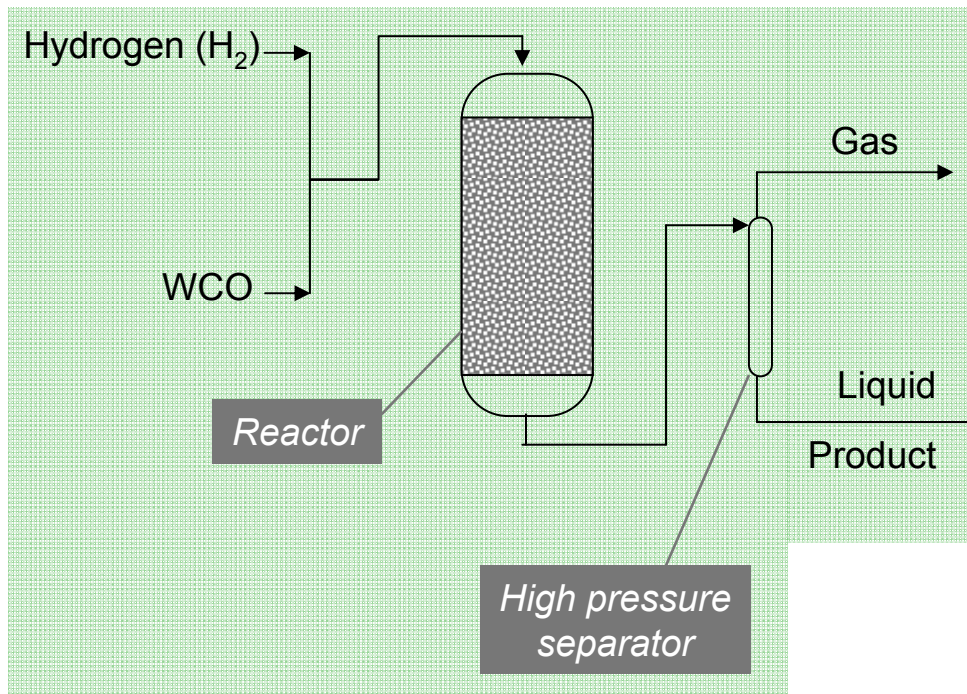 Hydrogen (H₂)
Gas
WCO
Liquid
Reactor
Product
High pressure
separator